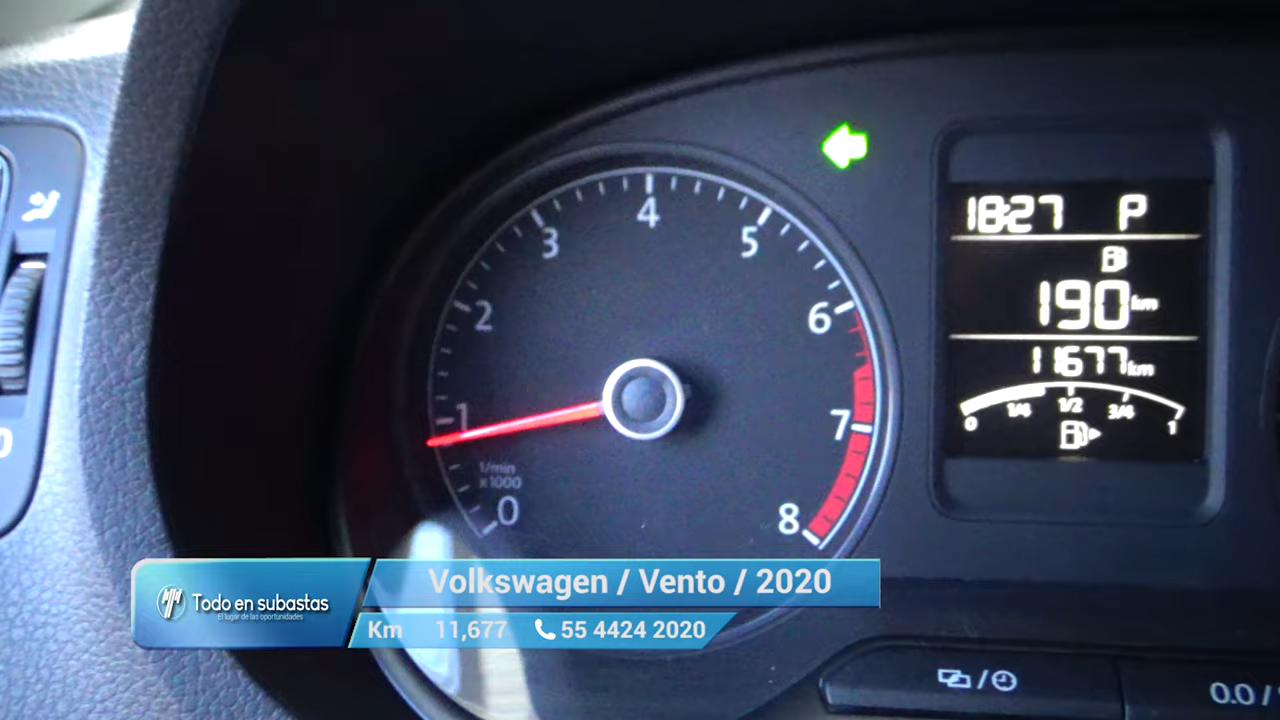 4
3
5
2
6
1
7
1/min
x1000
0
8
18:27 P
190 km
11677 km
0 1/4 1/2 3/4 1
Volkswagen / Vento / 2020
Todo en subastas
El lugar de las oportunidades
Km 11,677 55 4424 2020
0
0.0 /